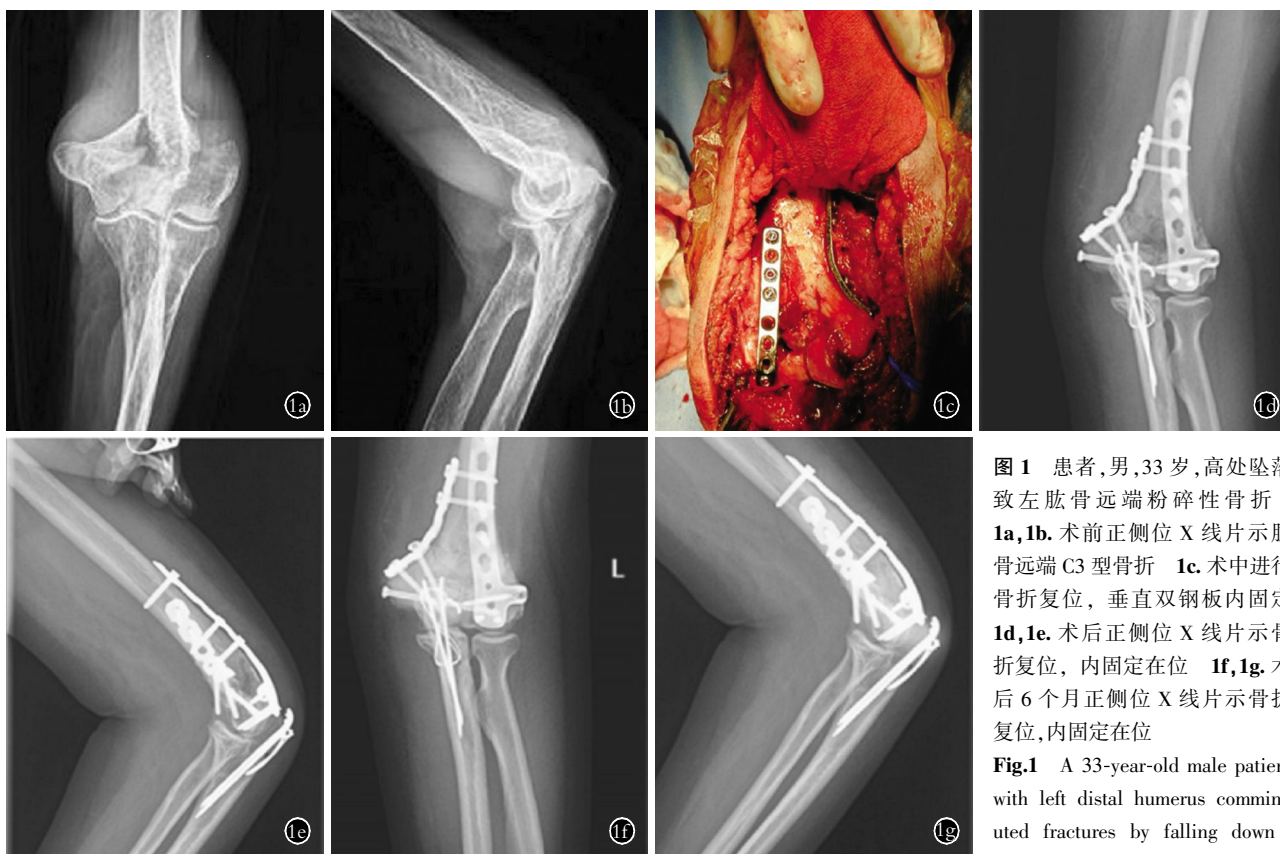 1a
1b
1c
1d
1e
1f
L
1g
图 1 患者,男,33 岁,高处坠落
致左肱骨远端粉碎性骨折
1a,1b. 术前正侧位 X 线片示肱
骨远端 C3 型骨折 1c. 术中进行
骨折复位, 垂直双钢板内固定
1d,1e. 术后正侧位 X 线片示骨
折复位, 内固定在位 1f,1g. 术
后 6 个月正侧位 X 线片示骨折
复位,内固定在位
Fig.1 A 33-year-old male patien
with left distal humerus commin
uted fractures by falling down